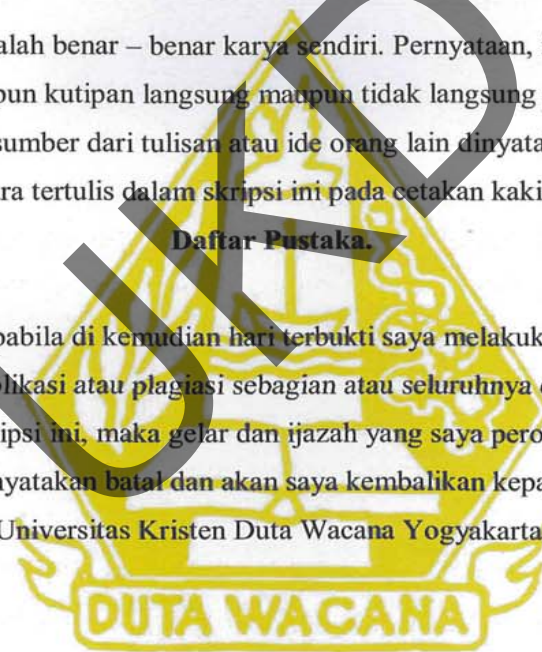 alah benar – benar karya sendiri. Pernyataan,
pun kutipan langsung maupun tidak langsung
sumber dari tulisan atau ide orang lain dinyata
ra tertulis dalam skripsi ini pada cetakan kaki
Daftar Pustaka.
pabila di kemudian hari terbukti saya melakuk
likasi atau plagiasi sebagian atau seluruhnya
ipsi ini, maka gelar dan ijazah yang saya pero
nyatakan batal dan akan saya kembalikan kepa
Universitas Kristen Duta Wacana Yogyakarta
DUTA WACANA
UKD